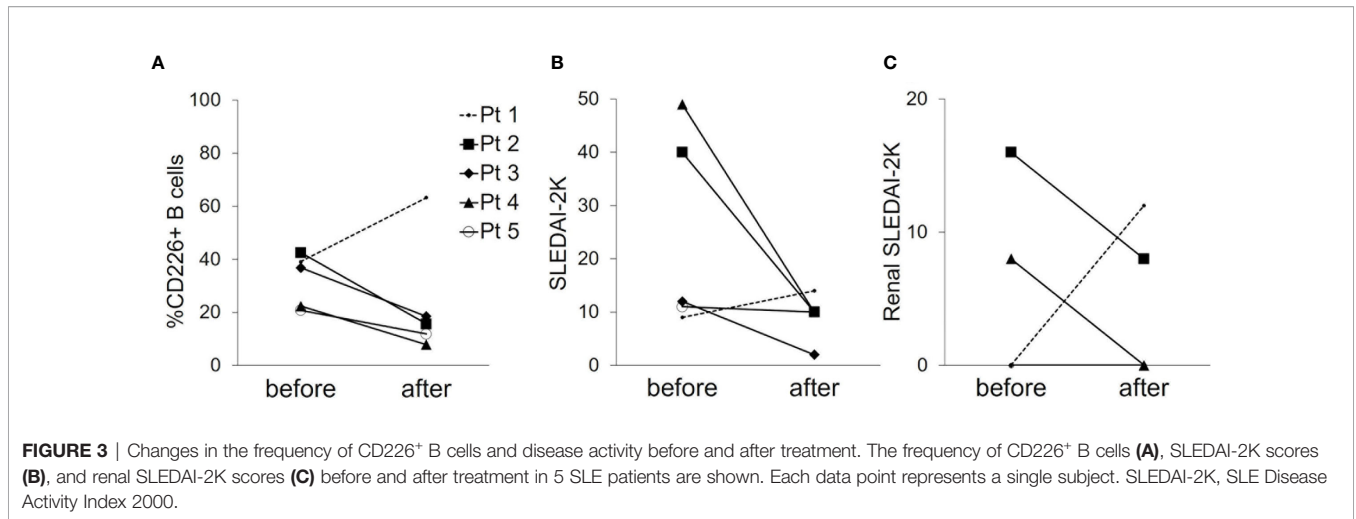 A
100
80
60
40
20
0
%CD226+ B cells
before after
Pt 1
Pt 2
Pt 3
Pt 4
Pt 5
B
50
40
30
20
10
0
SLEDAI-2K
before after
C
20
10
0
Renal SLEDAI-2K
before after
FIGURE 3 | Changes in the frequency of CD226⁺ B cells and disease activity before and after treatment. The frequency of CD226⁺ B cells (A), SLEDAI-2K scores
(B), and renal SLEDAI-2K scores (C) before and after treatment in 5 SLE patients are shown. Each data point represents a single subject. SLEDAI-2K, SLE Disease
Activity Index 2000.